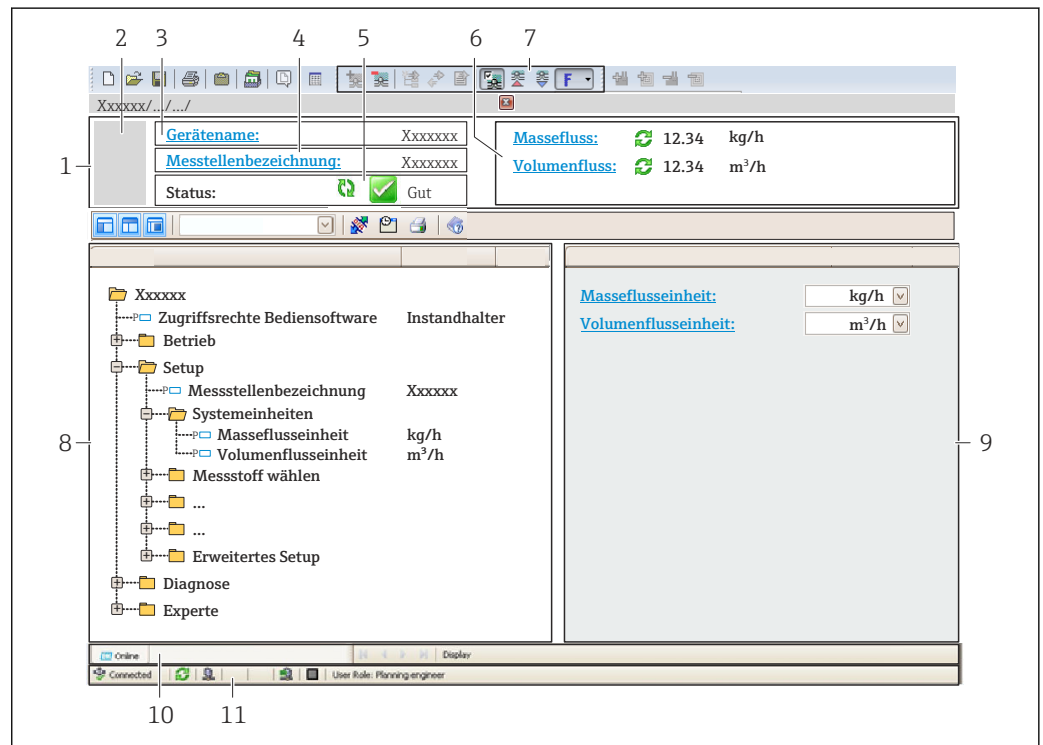 2 3 4 5 6 7
F
Xxxxxx/.../.../
Gerätename: Xxxxxxx
Messtellenbezeichnung: Xxxxxxx
Status: Gut
Massefluss: 12.34 kg/h
Volumenfluss: 12.34 m³/h
1
Xxxxxx
P Zugriffsrechte Bediensoftware Instandhalter
Betrieb
Setup
P Messstellenbezeichnung Xxxxxx
Systemeinheiten
P Masseflusseinheit kg/h
P Volumenflusseinheit m³/h
Messstoff wählen
...
...
Erweitertes Setup
Diagnose
Experte
8
Masseflusseinheit: kg/h
Volumenflusseinheit: m³/h
9
Online Display
Connected User Role: Planning engineer
10 11